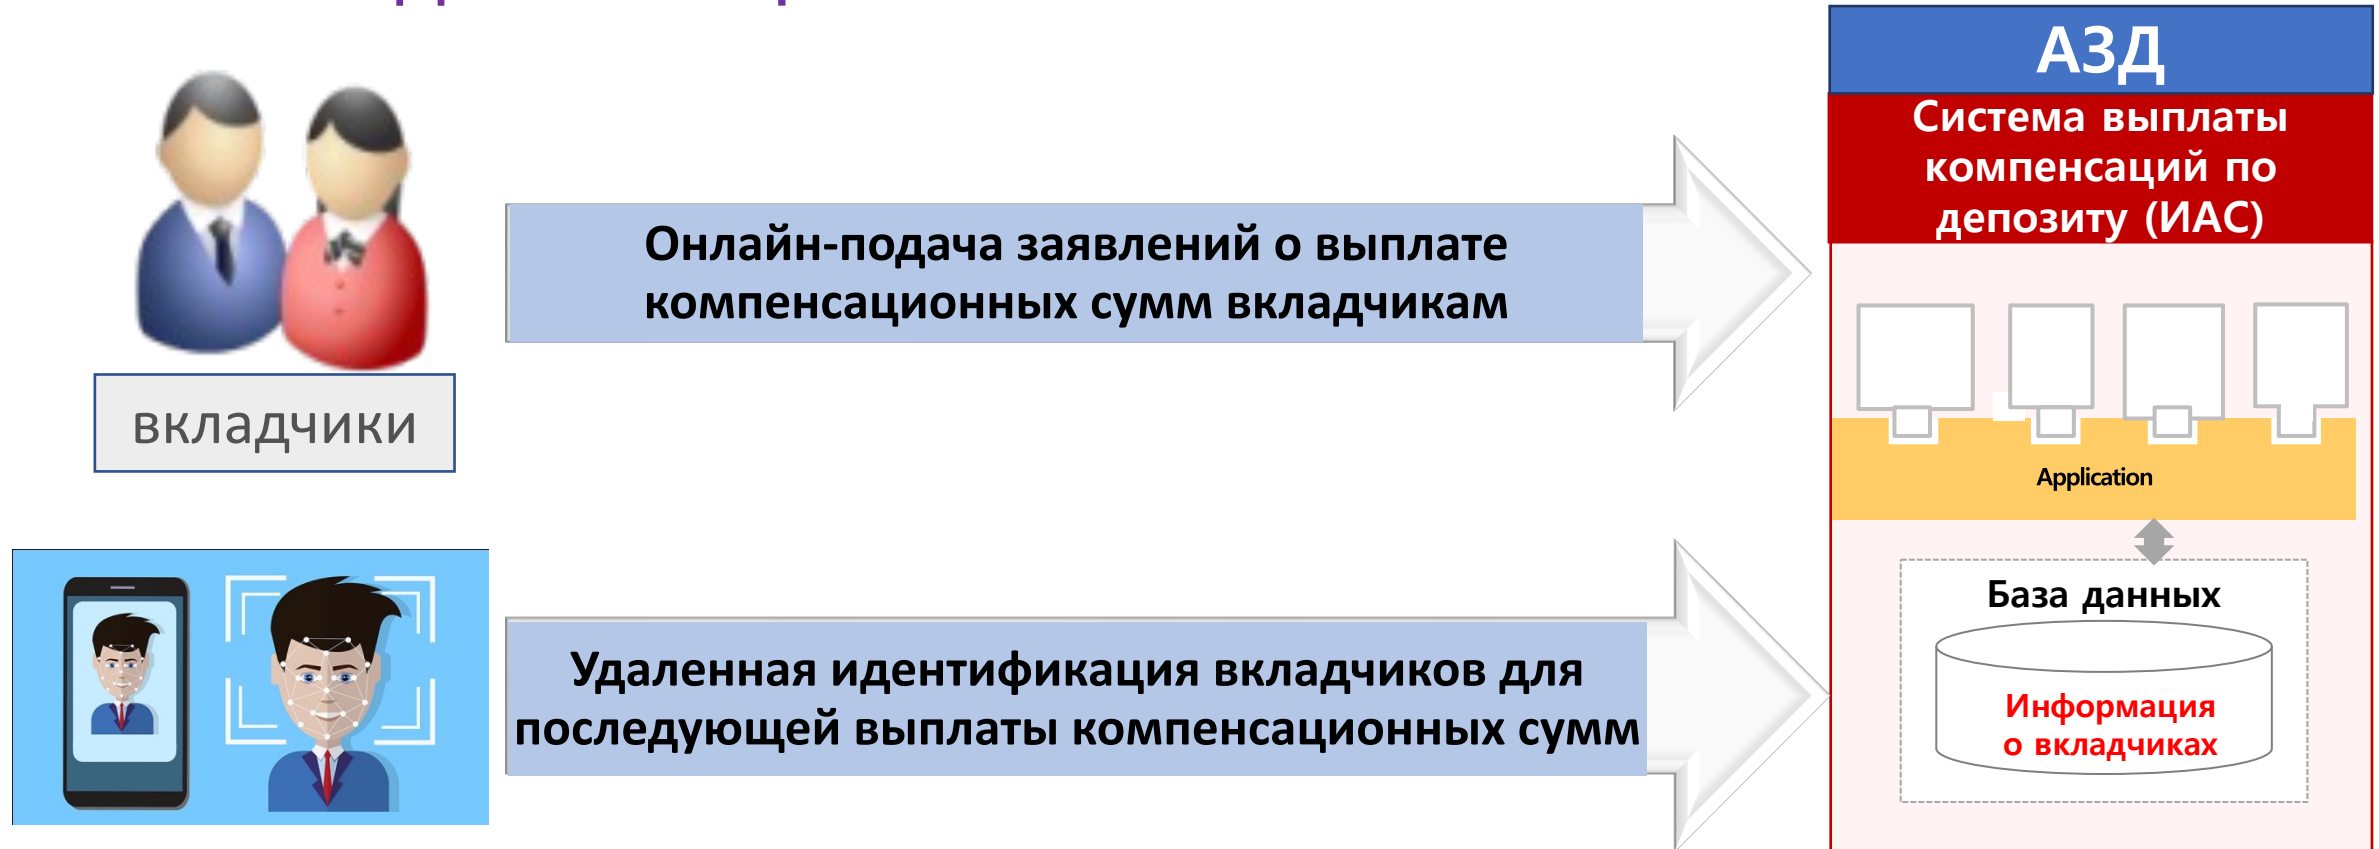 АЗД
Система выплаты
компенсаций по
депозиту (ИАС)
Онлайн-подача заявлений о выплате
компенсационных сумм вкладчикам
вкладчики
Application
База данных
Информация
о вкладчиках
Удаленная идентификация вкладчиков для
последующей выплаты компенсационных сумм